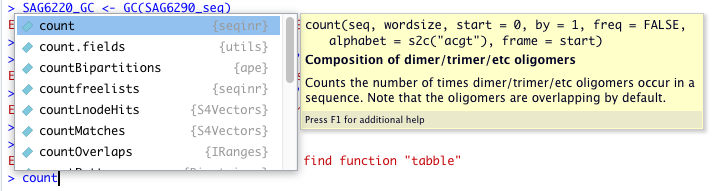 > SAG6220_GC <- GC(SAG6290_seq)
count {seqinr}
count.fields {utils}
countBipartitions {ape}
countfreelists {seqinr}
countLnodeHits {S4Vectors}
countMatches {S4Vectors}
countOverlaps {IRanges}
count(seq, wordsize, start = 0, by = 1, freq = FALSE,
alphabet = s2c("acgt"), frame = start)
Composition of dimer/trimer/etc oligomers
Counts the number of times dimer/trimer/etc oligomers occur in a
sequence. Note that the oligomers are overlapping by default.
Press F1 for additional help
find function "tabble"
> count